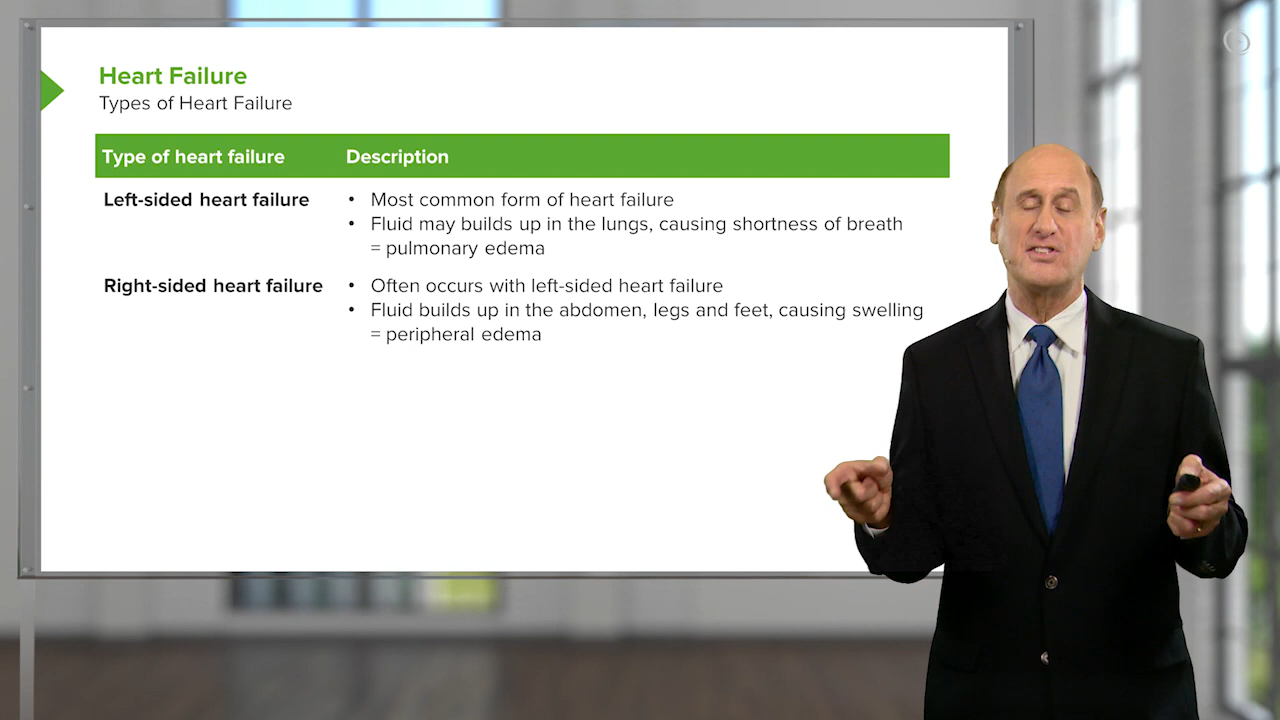 Heart Failure
Types of Heart Failure
Type of heart failure Description
Left-sided heart failure • Most common form of heart failure
• Fluid may builds up in the lungs, causing shortness of breath
= pulmonary edema
Right-sided heart failure • Often occurs with left-sided heart failure
• Fluid builds up in the abdomen, legs and feet, causing swelling
= peripheral edema